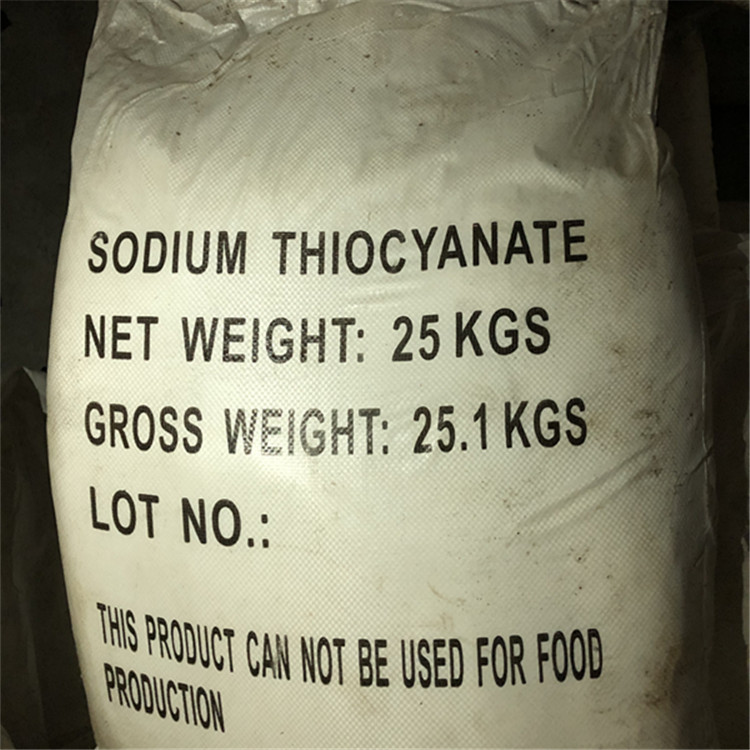 SODIUM THIOCYANATE
NET WEIGHT: 25 KGS
GROSS WEIGHT: 25.1 KGS
LOT NO.:
THIS PRODUCT CAN NOT BE USED FOR FOOD
PRODUCTION